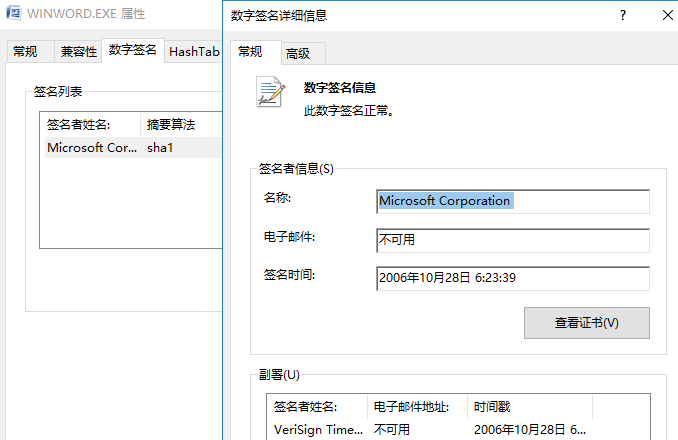 WINWORD.EXE 属性
常规 兼容性 数字签名 HashTab
签名列表
签名者姓名: 摘要算法
Microsoft Cor... sha1
数字签名详细信息 ?
常规 高级
数字签名信息
此数字签名正常。
签名者信息(S)
名称: Microsoft Corporation
电子邮件: 不可用
签名时间: 2006年10月28日 6:23:39
查看证书(V)
副署(U)
签名者姓名: 电子邮件地址: 时间戳
VeriSign Time... 不可用 2006年10月28日 6...